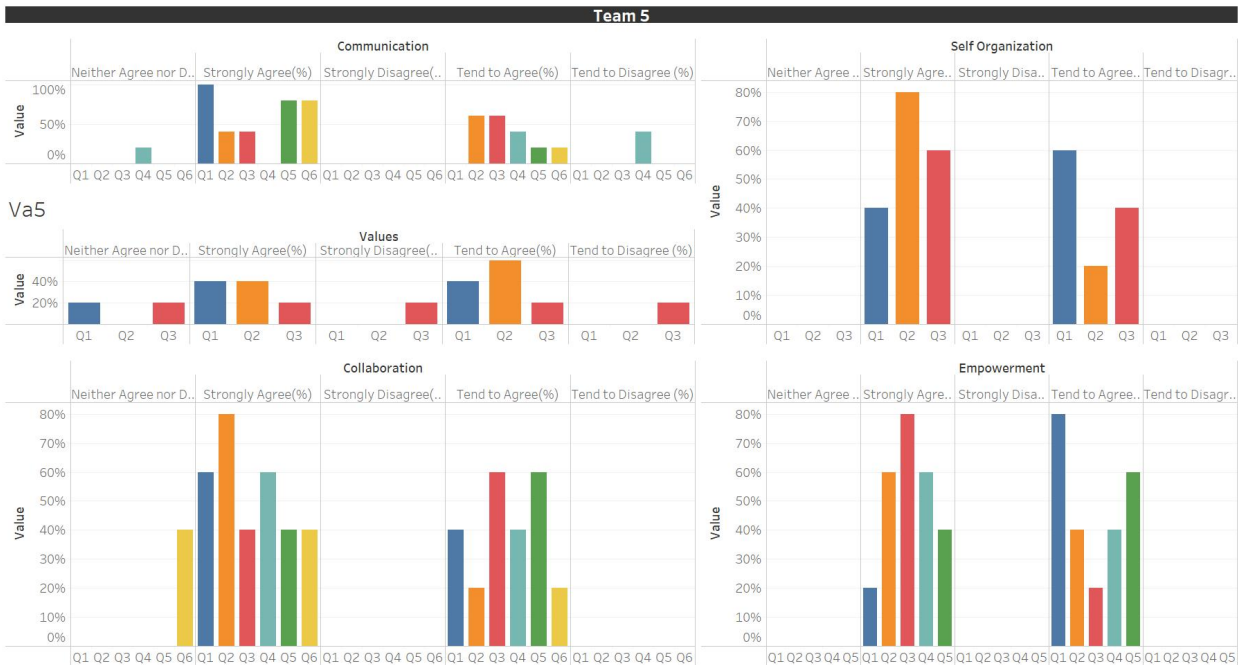 Team 5
Communication
Neither Agree nor D.. Strongly Agree(%) Strongly Disagree(.. Tend to Agree(%) Tend to Disagree (%)
Value
100%
50%
0%
Q1 Q2 Q3 Q4 Q5 Q6 Q1 Q2 Q3 Q4 Q5 Q6 Q1 Q2 Q3 Q4 Q5 Q6 Q1 Q2 Q3 Q4 Q5 Q6 Q1 Q2 Q3 Q4 Q5 Q6
Va5
Values
Neither Agree nor D.. Strongly Agree(%) Strongly Disagree(.. Tend to Agree(%) Tend to Disagree (%)
Value
40%
20%
Q1 Q2 Q3 Q1 Q2 Q3 Q1 Q2 Q3 Q1 Q2 Q3 Q1 Q2 Q3
Self Organization
Neither Agree .. Strongly Agre.. Strongly Disa.. Tend to Agree.. Tend to Disagr..
Value
80%
70%
60%
50%
40%
30%
20%
10%
0%
Q1 Q2 Q3 Q1 Q2 Q3 Q1 Q2 Q3 Q1 Q2 Q3 Q1 Q2 Q3
Collaboration
Neither Agree nor D.. Strongly Agree(%) Strongly Disagree(.. Tend to Agree(%) Tend to Disagree (%)
Value
80%
70%
60%
50%
40%
30%
20%
10%
0%
Q1 Q2 Q3 Q4 Q5 Q6 Q1 Q2 Q3 Q4 Q5 Q6 Q1 Q2 Q3 Q4 Q5 Q6 Q1 Q2 Q3 Q4 Q5 Q6 Q1 Q2 Q3 Q4 Q5 Q6
Empowerment
Neither Agree .. Strongly Agre.. Strongly Disa.. Tend to Agree.. Tend to Disagr..
Value
80%
70%
60%
50%
40%
30%
20%
10%
0%
Q1 Q2 Q3 Q4 Q5 Q1 Q2 Q3 Q4 Q5 Q1 Q2 Q3 Q4 Q5 Q1 Q2 Q3 Q4 Q5 Q1 Q2 Q3 Q4 Q5